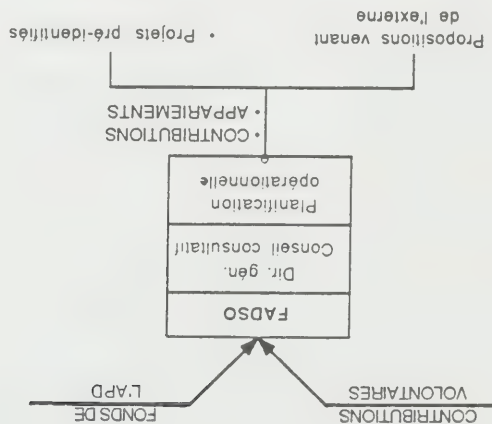 CONTRIBUTIONS
VOLONTAIRES
FONDS DE
L'APD
FADSO
Dir. gén.
Conseil consultatif
Planification
opérationnelle
• CONTRIBUTIONS
• APPARIEMENTS
Propositions venant
de l'externe
• Projets pré-identifiés